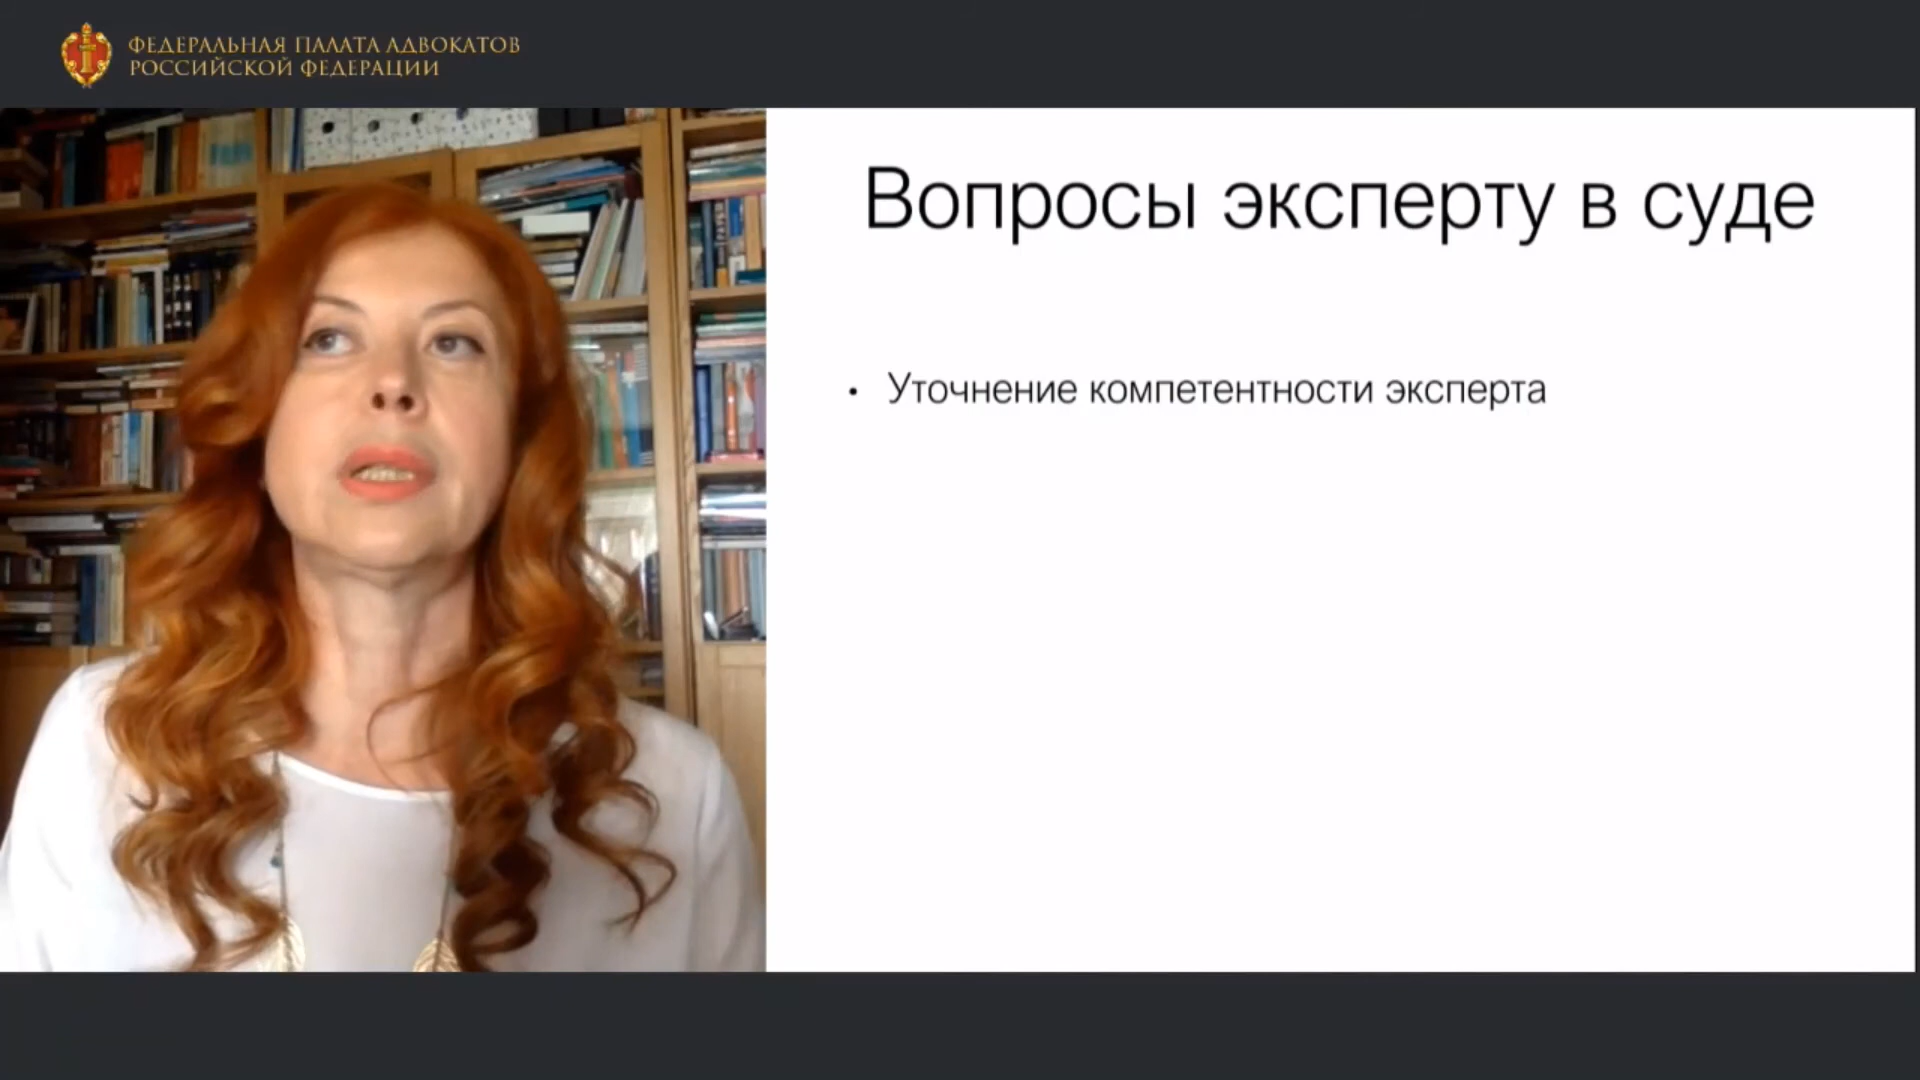 ФЕДЕРАЛЬНАЯ ПАЛАТА АДВОКАТОВ
РОССИЙСКОЙ ФЕДЕРАЦИИ
Вопросы эксперту в суде
• Уточнение компетентности эксперта